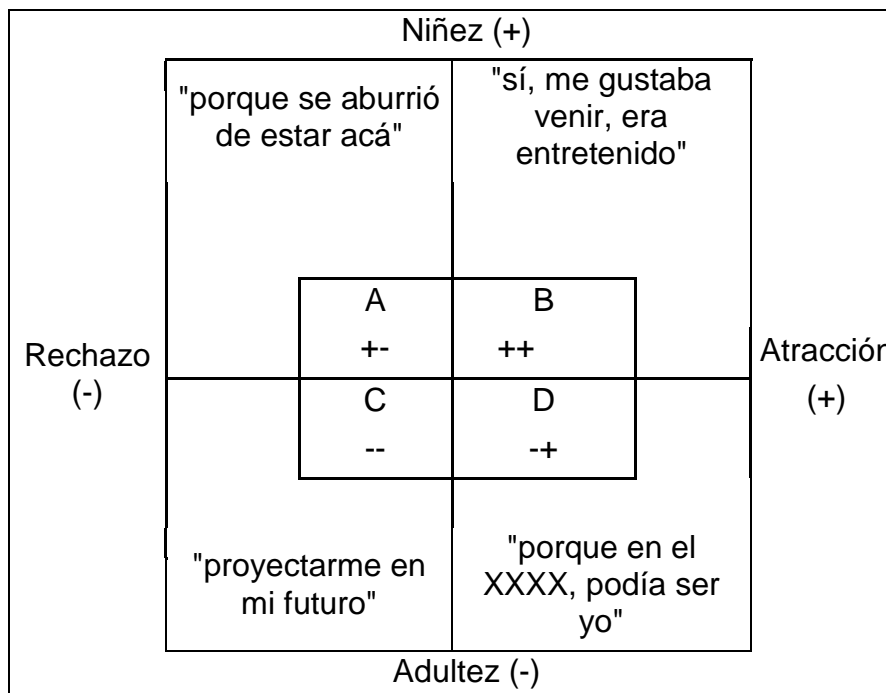 Niñez (+)
"porque se aburrió
de estar acá"
"sí, me gustaba
venir, era
entretenido"
A
+-
B
++
Rechazo
(-)
Atracción
(+)
C
--
D
-+
"proyectarme en
mi futuro"
"porque en el
XXXX, podía ser
yo"
Adultez (-)